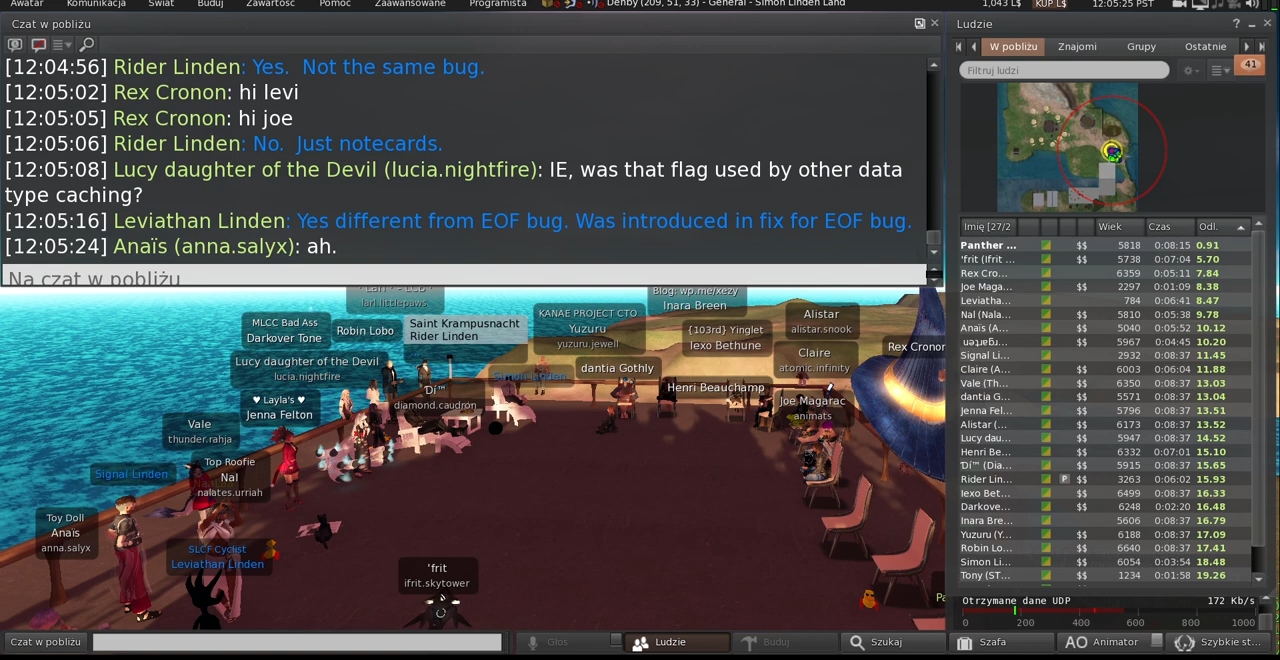 Awatar Komunikacja Świat Buduj Zawartość Pomoc Zaawansowane Programista Denby (209, 51, 33) - General - Simon Linden Land 1,043 L$ KUP L$ 12:05:25 PST
Czat w pobliżu
[12:04:56] Rider Linden: Yes. Not the same bug.
[12:05:02] Rex Cronon: hi levi
[12:05:05] Rex Cronon: hi joe
[12:05:06] Rider Linden: No. Just notecards.
[12:05:08] Lucy daughter of the Devil (lucia.nightfire): IE, was that flag used by other data
type caching?
[12:05:16] Leviathan Linden: Yes different from EOF bug. Was introduced in fix for EOF bug.
[12:05:24] Anaïs (anna.salyx): ah.
Na czat w pobliżu
larl.littlepaws
Blog: wp.me/xezy
Inara Breen
KANAE PROJECT CTO
Yuzuru
yuzuru.jewell
MLCC Bad Ass
Darkover Tone
Robin Lobo
Saint Krampusnacht
Rider Linden
{103rd} Yinglet
Iexo Bethune
Alistar
alistar.snook
Rex Cronon
Claire
atomic.infinity
Lucy daughter of the Devil
lucia.nightfire
Simon Linden
dantia Gothly
Henri Beauchamp
Ɗí™
diamond.caudron
♥ Layla's ♥
Jenna Felton
Joe Magarac
animats
Vale
thunder.rahja
Signal Linden
Top Roofie
Nal
nalates.urriah
Toy Doll
Anaïs
anna.salyx
SLCF Cyclist
Leviathan Linden
'frit
ifrit.skytower
Czat w pobliżu
Głos
Ludzie
Buduj
Szukaj
Ludzie
W pobliżu Znajomi Grupy Ostatnie
Filtruj ludzi
41
Imię [27/2 Wiek Czas Odl.
Panther ... $$ 5818 0:08:15 0.91
'frit (Ifrit ... $$ 5738 0:07:04 5.70
Rex Cro... 6359 0:05:11 7.84
Joe Maga... $$ 2297 0:01:09 8.38
Leviatha... 784 0:06:41 8.47
Nal (Nala... $$ 5810 0:05:38 9.78
Anaïs (A... $$ 5040 0:05:52 10.12
$$ 5967 0:04:45 10.20
Signal Li... 2932 0:08:37 11.45
Claire (A... $$ 6003 0:06:04 11.88
Vale (Th... $$ 6350 0:08:37 13.03
dantia G... $$ 5571 0:08:37 13.04
Jenna Fel... $$ 5796 0:08:37 13.51
Alistar (... $$ 6173 0:08:37 13.52
Lucy dau... $$ 5947 0:08:37 14.52
Henri Be... $$ 6332 0:07:01 15.10
Ɗí™ (Dia... $$ 5915 0:08:37 15.65
Rider Lin... P $$ 3263 0:06:02 15.93
Iexo Bet... $$ 6499 0:08:37 16.33
Darkove... $$ 6248 0:02:20 16.48
Inara Bre... 5606 0:08:37 16.79
Yuzuru (Y... $$ 6188 0:08:37 17.09
Robin Lo... $$ 6640 0:08:37 17.41
Simon Li... $$ 6054 0:03:54 18.48
Tony (ST... $$ 1234 0:01:58 19.26
Otrzymane dane UDP 172 Kb/s
0 200 400 600 800 1000
Szafa
AO Animator
Szybkie st...